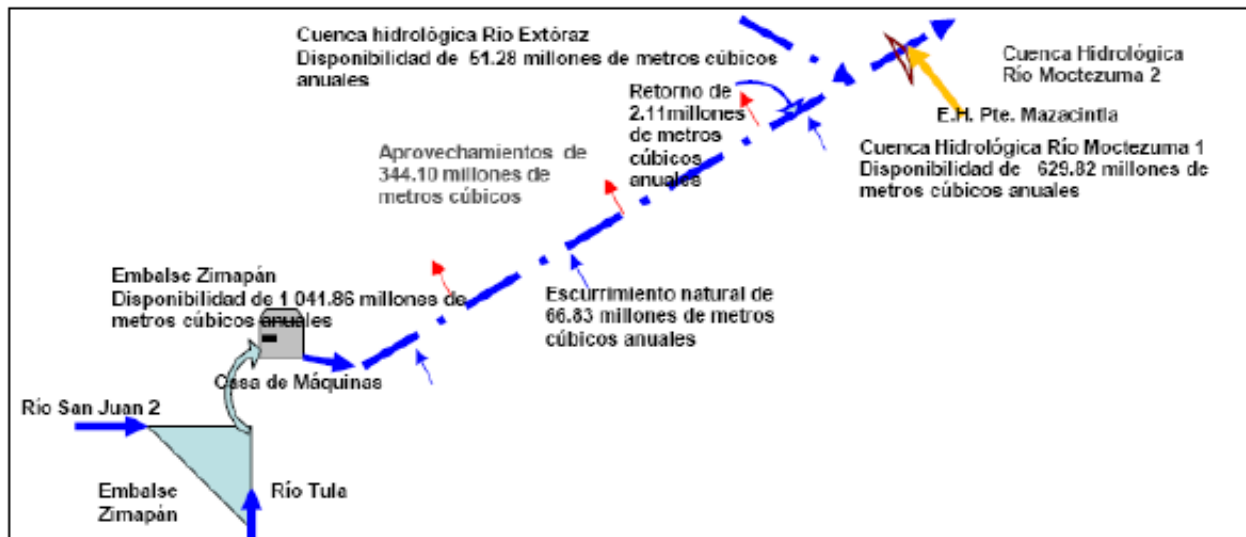 Cuenca hidrológica Río Extóraz
Disponibilidad de 51.28 millones de metros cúbicos
anuales
Cuenca Hidrológica
Río Moctezuma 2
E.H. Pte. Mazacintla
Cuenca Hidrológica Río Moctezuma 1
Disponibilidad de 629.82 millones de
metros cúbicos anuales
Retorno de
2.11millones
de metros
cúbicos
anuales
Aprovechamientos de
344.10 millones de
metros cúbicos
Escurrimiento natural de
66.83 millones de metros
cúbicos anuales
Embalse Zimapán
Disponibilidad de 1 041.86 millones de
metros cúbicos anuales
Casa de Máquinas
Río San Juan 2
Embalse
Zimapán
Río Tula